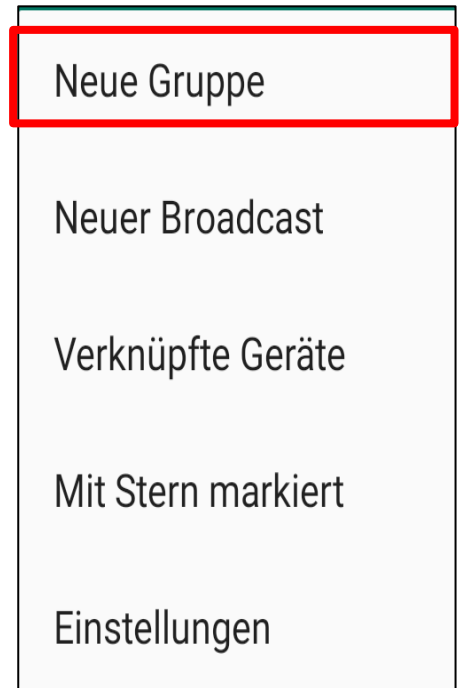 Neue Gruppe
Neuer Broadcast
Verknüpfte Geräte
Mit Stern markiert
Einstellungen